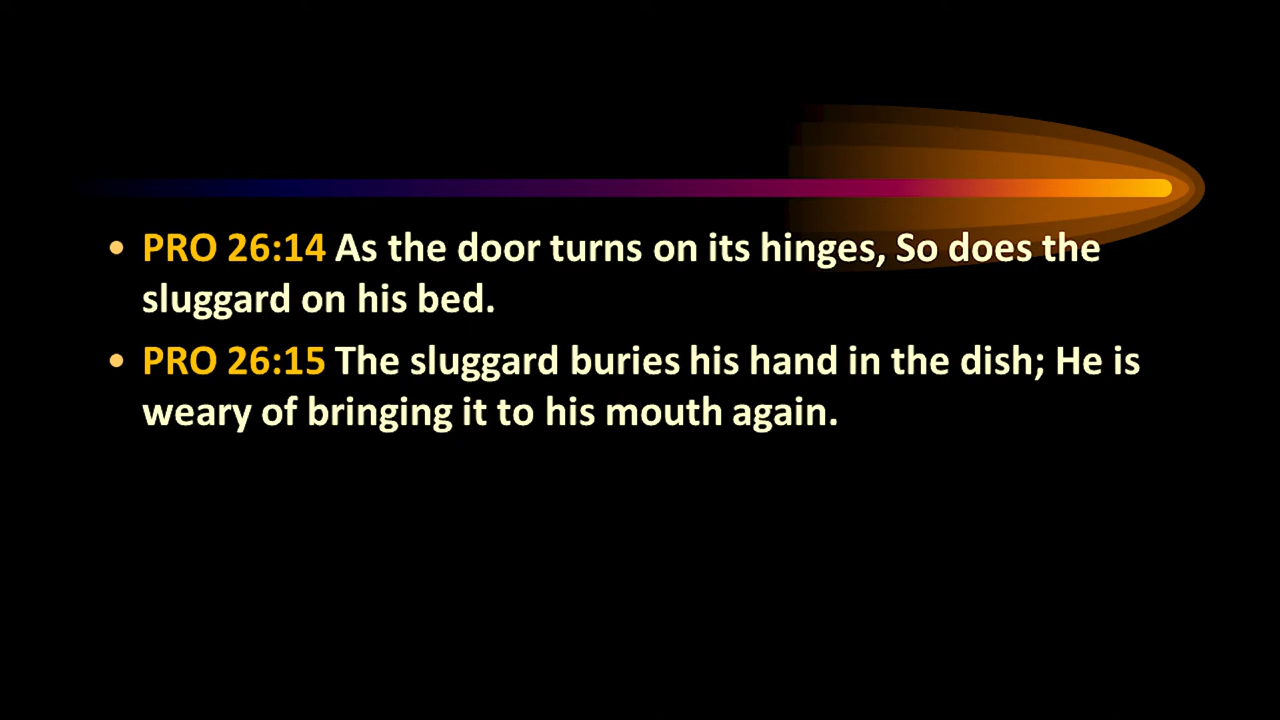 • PRO 26:14 As the door turns on its hinges, So does the
sluggard on his bed.
• PRO 26:15 The sluggard buries his hand in the dish; He is
weary of bringing it to his mouth again.